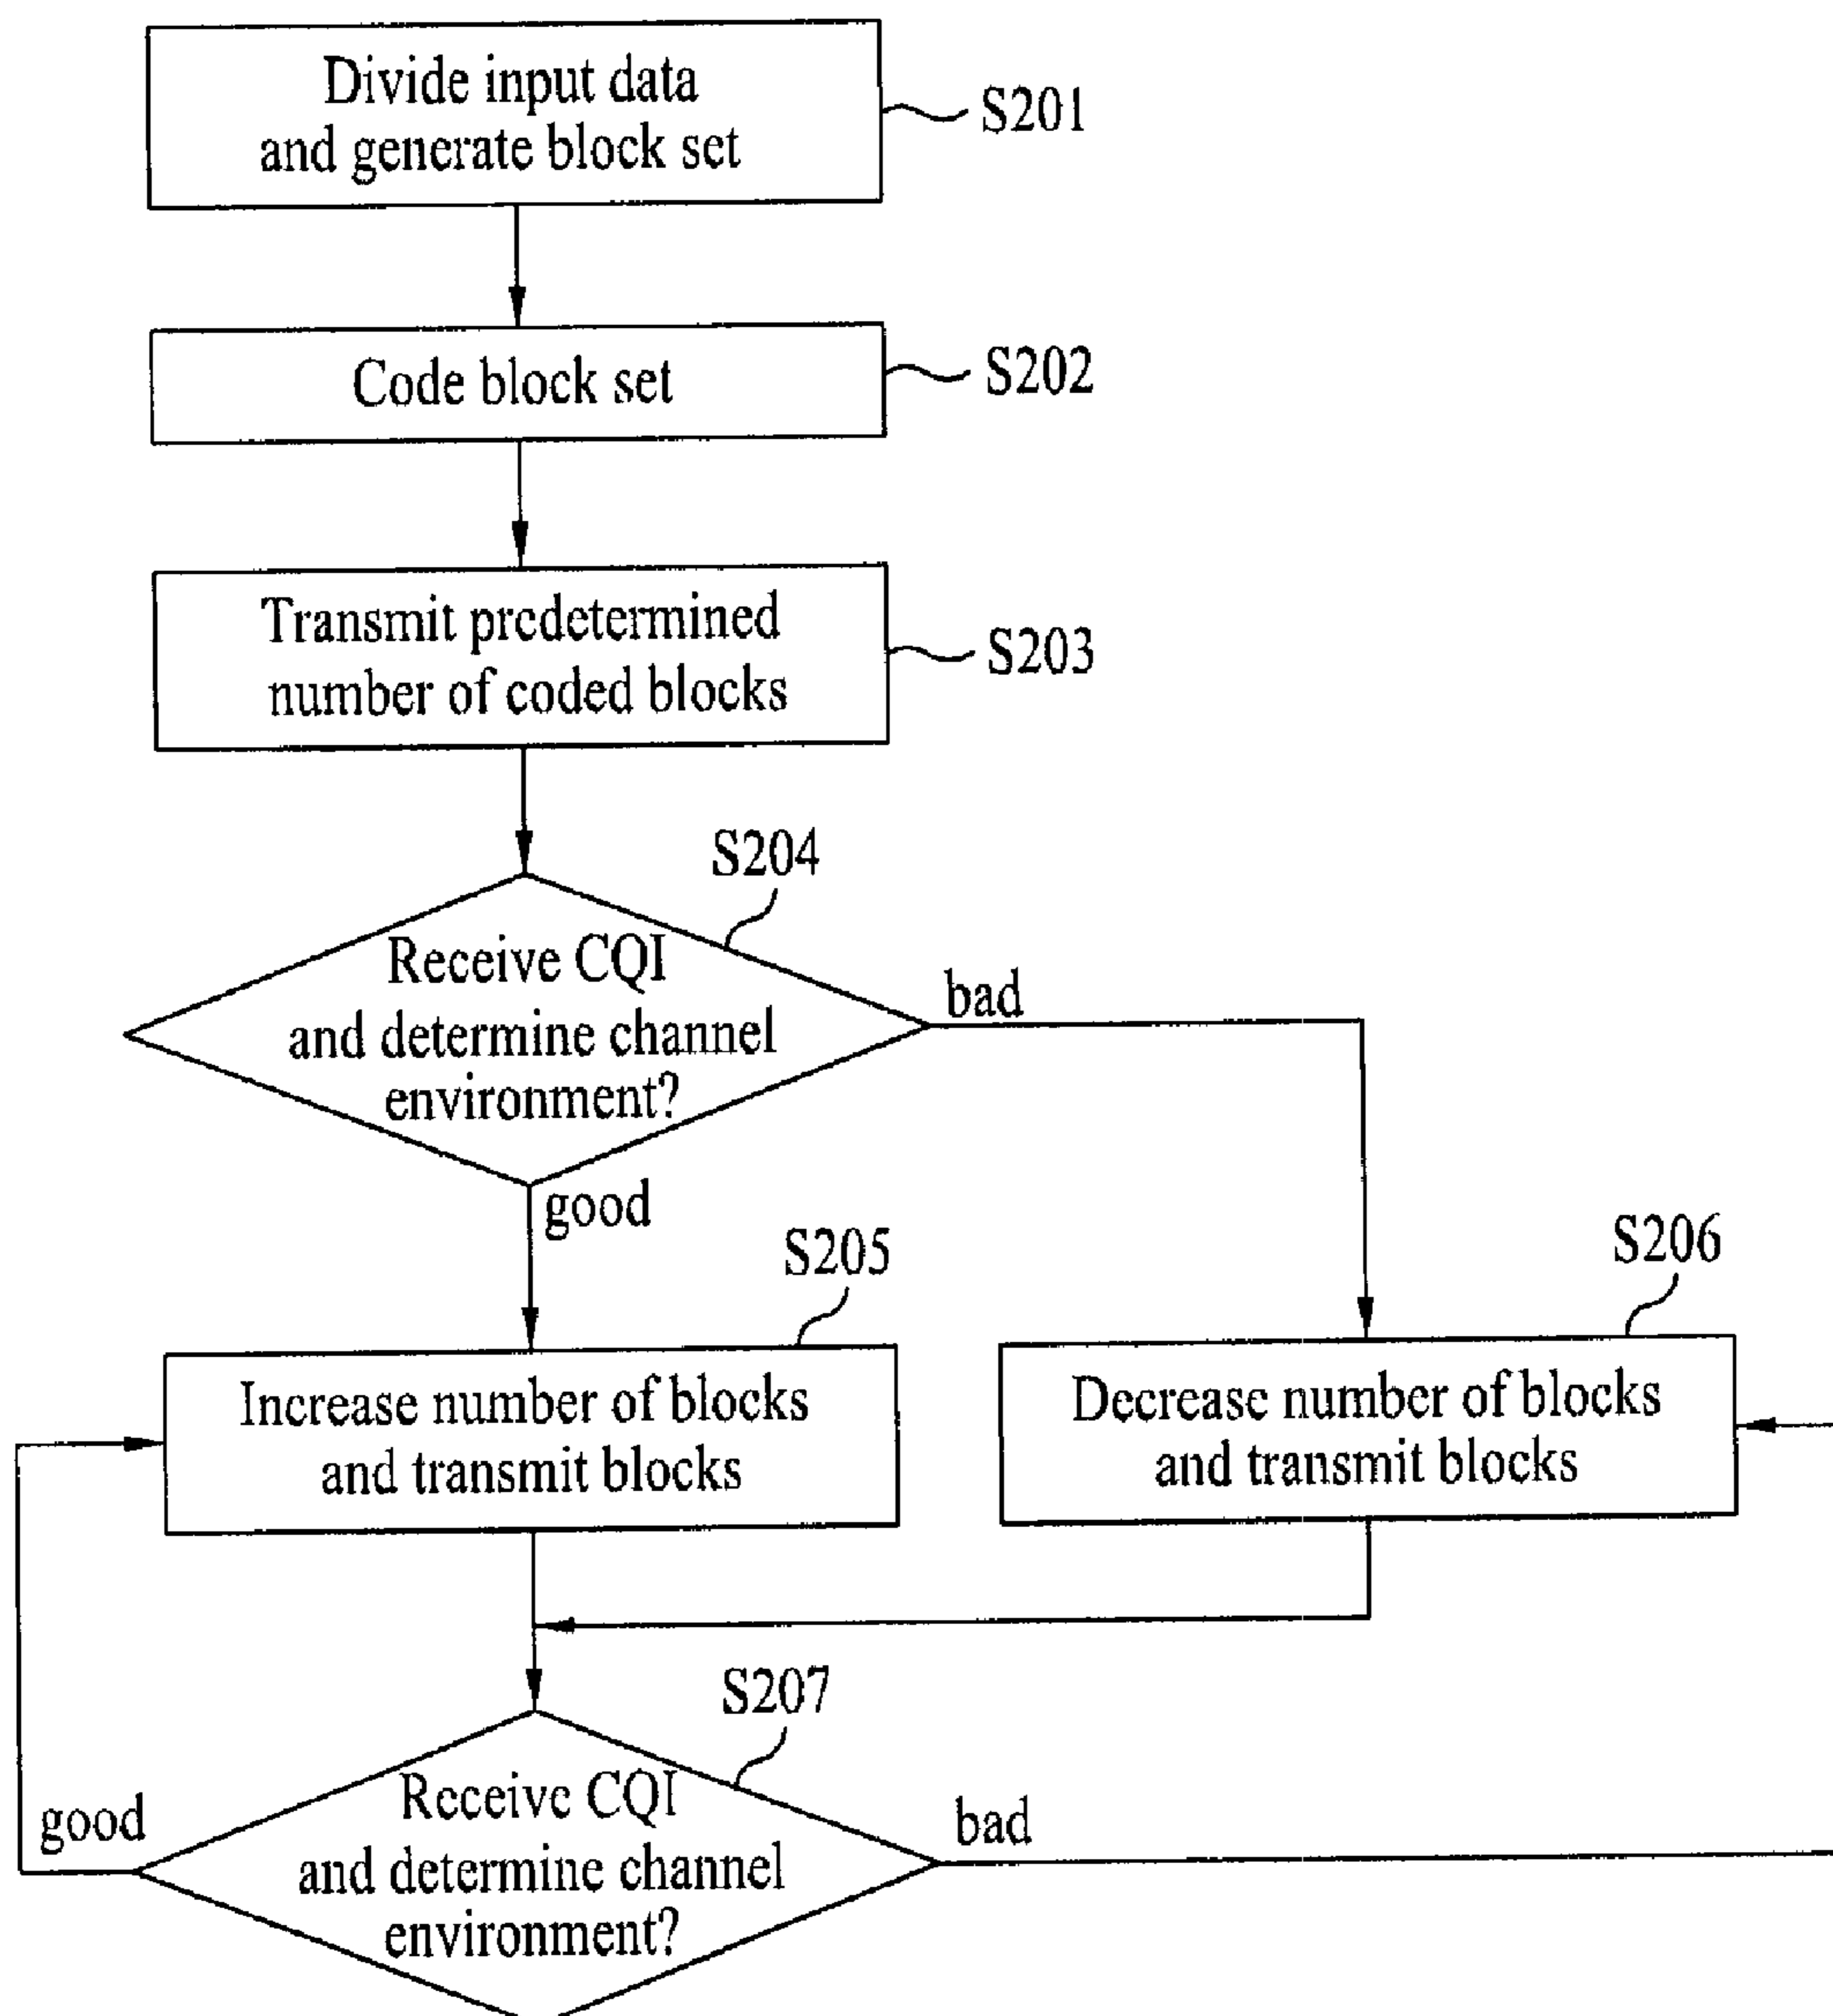 Divide input data
and generate block set
S201
Code block set
S202
Transmit predetermined
number of coded blocks
S203
S204
Receive CQI
and determine channel
environment?
bad
good
S205
S206
Increase number of blocks
and transmit blocks
Decrease number of blocks
and transmit blocks
S207
good
Receive CQI
and determine channel
environment?
bad